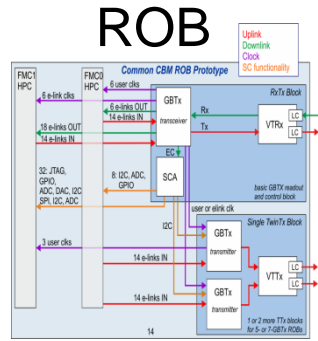 ROB
Uplink
Downlink
Clock
SC functionality
FMC1
HPC
FMC0
HPC
Common CBM ROB Prototype
6 user clks
6 e-link clks
6 e-links OUT
14 e-links IN
18 e-links OUT
14 e-links IN
GBTx
transceiver
Rx
Tx
RxTx Block
VTRx
LC
LC
EC
SCA
basic GBTX readout
and control block
32: JTAG,
GPIO,
ADC, DAC, I2C
SPI, I2C, ADC
8: I2C, ADC,
GPIO
user or elink clk
I2C
3 user clks
14 e-links IN
14 e-links IN
Single TwinTx Block
GBTx
transmitter
GBTx
transmitter
VTTx
LC
LC
1 or 2 more TTx blocks
for 5- or 7-GBTx ROBs
14